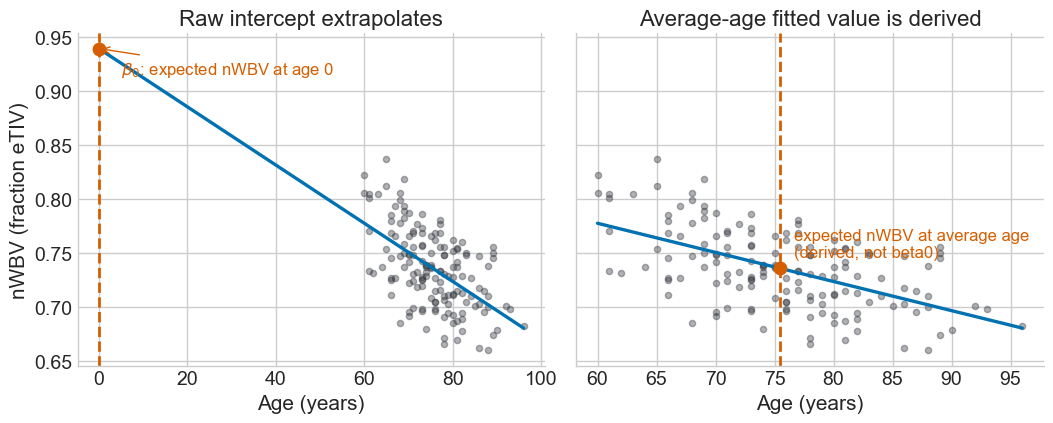 Raw intercept extrapolates
Average-age fitted value is derived
nWBV (fraction eTIV)
0.95
0.90
0.85
0.80
0.75
0.70
0.65
β₀: expected nWBV at age 0
expected nWBV at average age
(derived, not beta0)
0 20 40 60 80 100
60 65 70 75 80 85 90 95
Age (years)
Age (years)